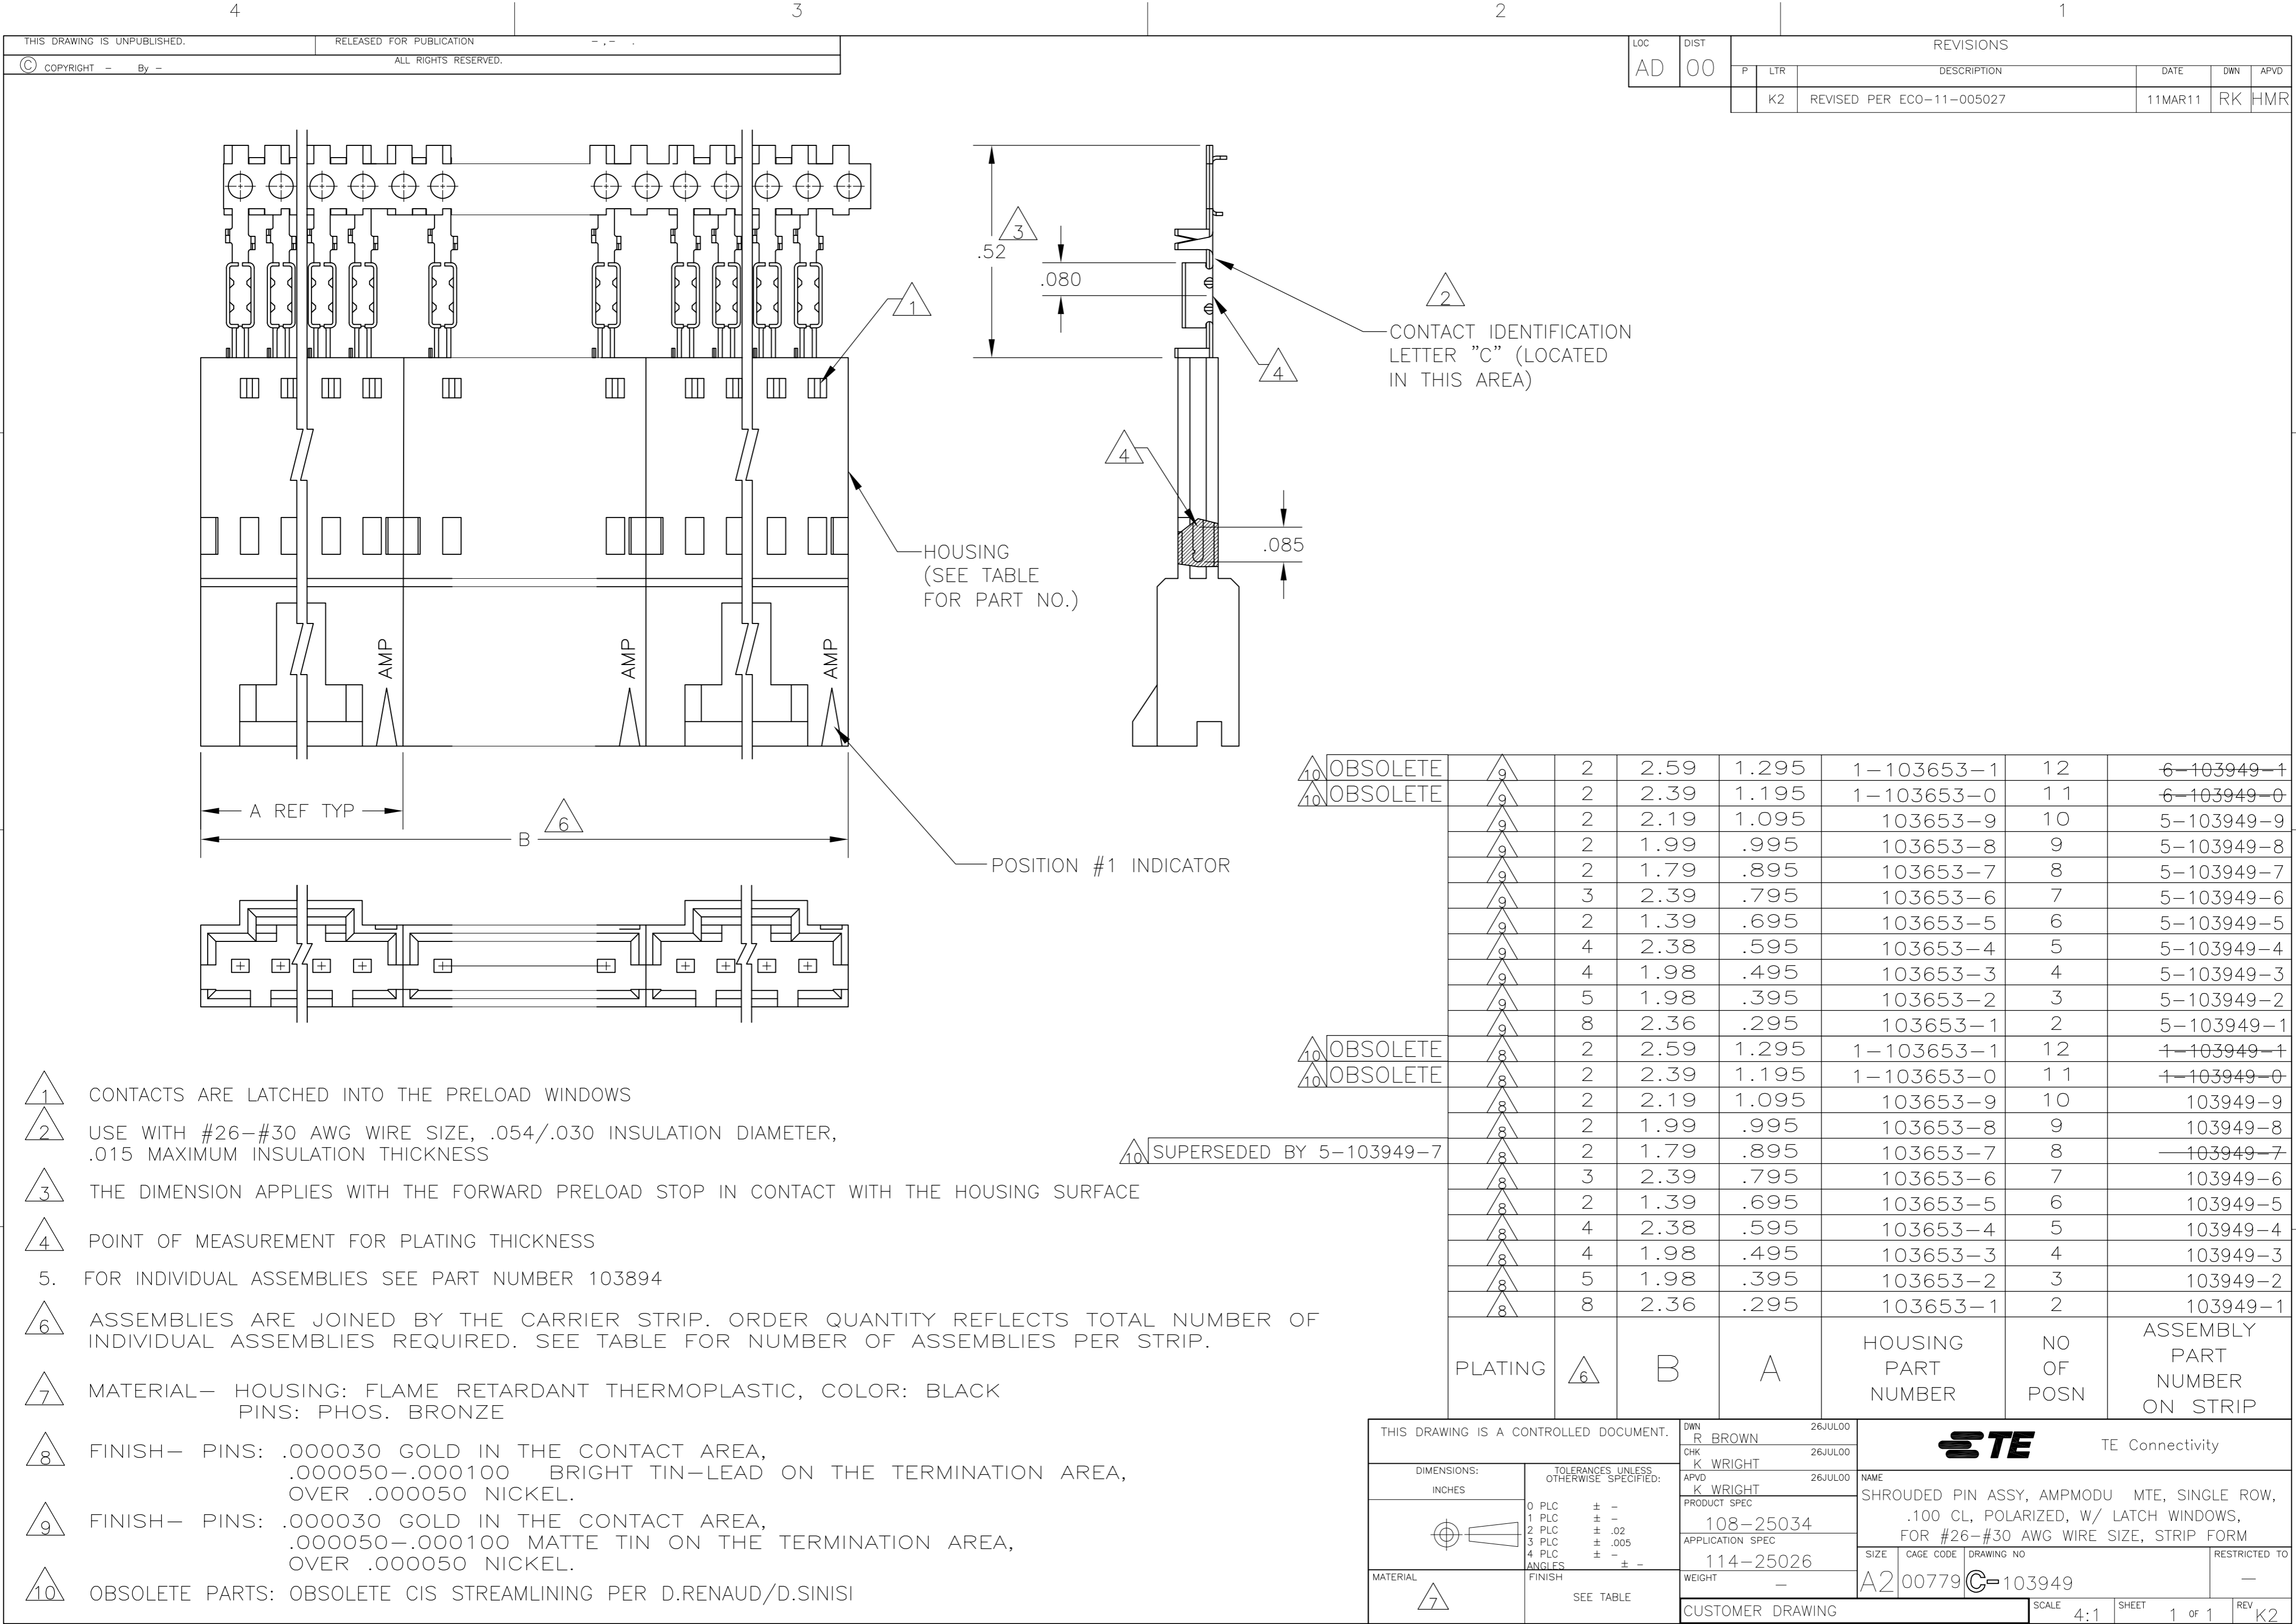 4 3 2 1
THIS DRAWING IS UNPUBLISHED. RELEASED FOR PUBLICATION - ,- .
© COPYRIGHT - By - ALL RIGHTS RESERVED.
LOC DIST REVISIONS
AD 00
P LTR DESCRIPTION DATE DWN APVD
K2 REVISED PER ECO-11-005027 11MAR11 RK HMR
3
.52
.080
1
2
CONTACT IDENTIFICATION
LETTER "C" (LOCATED
IN THIS AREA)
4
4
.085
HOUSING
(SEE TABLE
FOR PART NO.)
AMP AMP AMP
A REF TYP
B 6
POSITION #1 INDICATOR
10 OBSOLETE 9 2 2.59 1.295 1-103653-1 12 6-103949-1
10 OBSOLETE 9 2 2.39 1.195 1-103653-0 11 6-103949-0
9 2 2.19 1.095 103653-9 10 5-103949-9
9 2 1.99 .995 103653-8 9 5-103949-8
9 2 1.79 .895 103653-7 8 5-103949-7
9 3 2.39 .795 103653-6 7 5-103949-6
9 2 1.39 .695 103653-5 6 5-103949-5
9 4 2.38 .595 103653-4 5 5-103949-4
9 4 1.98 .495 103653-3 4 5-103949-3
9 5 1.98 .395 103653-2 3 5-103949-2
9 8 2.36 .295 103653-1 2 5-103949-1
10 OBSOLETE 8 2 2.59 1.295 1-103653-1 12 1-103949-1
10 OBSOLETE 8 2 2.39 1.195 1-103653-0 11 1-103949-0
8 2 2.19 1.095 103653-9 10 103949-9
8 2 1.99 .995 103653-8 9 103949-8
10 SUPERSEDED BY 5-103949-7 8 2 1.79 .895 103653-7 8 103949-7
8 3 2.39 .795 103653-6 7 103949-6
8 2 1.39 .695 103653-5 6 103949-5
8 4 2.38 .595 103653-4 5 103949-4
8 4 1.98 .495 103653-3 4 103949-3
8 5 1.98 .395 103653-2 3 103949-2
8 8 2.36 .295 103653-1 2 103949-1
PLATING 6 B A
HOUSING
PART
NUMBER
NO
OF
POSN
ASSEMBLY
PART
NUMBER
ON STRIP
1 CONTACTS ARE LATCHED INTO THE PRELOAD WINDOWS
2 USE WITH #26-#30 AWG WIRE SIZE, .054/.030 INSULATION DIAMETER,
.015 MAXIMUM INSULATION THICKNESS
3 THE DIMENSION APPLIES WITH THE FORWARD PRELOAD STOP IN CONTACT WITH THE HOUSING SURFACE
4 POINT OF MEASUREMENT FOR PLATING THICKNESS
5. FOR INDIVIDUAL ASSEMBLIES SEE PART NUMBER 103894
6 ASSEMBLIES ARE JOINED BY THE CARRIER STRIP. ORDER QUANTITY REFLECTS TOTAL NUMBER OF
INDIVIDUAL ASSEMBLIES REQUIRED. SEE TABLE FOR NUMBER OF ASSEMBLIES PER STRIP.
7 MATERIAL- HOUSING: FLAME RETARDANT THERMOPLASTIC, COLOR: BLACK
PINS: PHOS. BRONZE
8 FINISH- PINS: .000030 GOLD IN THE CONTACT AREA,
.000050-.000100 BRIGHT TIN-LEAD ON THE TERMINATION AREA,
OVER .000050 NICKEL.
9 FINISH- PINS: .000030 GOLD IN THE CONTACT AREA,
.000050-.000100 MATTE TIN ON THE TERMINATION AREA,
OVER .000050 NICKEL.
10 OBSOLETE PARTS: OBSOLETE CIS STREAMLINING PER D.RENAUD/D.SINISI
THIS DRAWING IS A CONTROLLED DOCUMENT.
DIMENSIONS:
INCHES
TOLERANCES UNLESS
OTHERWISE SPECIFIED:
0 PLC ± -
1 PLC ± -
2 PLC ± .02
3 PLC ± .005
4 PLC ± -
ANGLES ± -
MATERIAL
7
FINISH
SEE TABLE
DWN 26JUL00
R BROWN
CHK 26JUL00
K WRIGHT
APVD 26JUL00
K WRIGHT
PRODUCT SPEC
108-25034
APPLICATION SPEC
114-25026
WEIGHT
-
CUSTOMER DRAWING
TE TE Connectivity
NAME
SHROUDED PIN ASSY, AMPMODU MTE, SINGLE ROW,
.100 CL, POLARIZED, W/ LATCH WINDOWS,
FOR #26-#30 AWG WIRE SIZE, STRIP FORM
SIZE CAGE CODE DRAWING NO RESTRICTED TO
A2 00779 C-103949 -
SCALE 4:1 SHEET 1 OF 1 REV K2